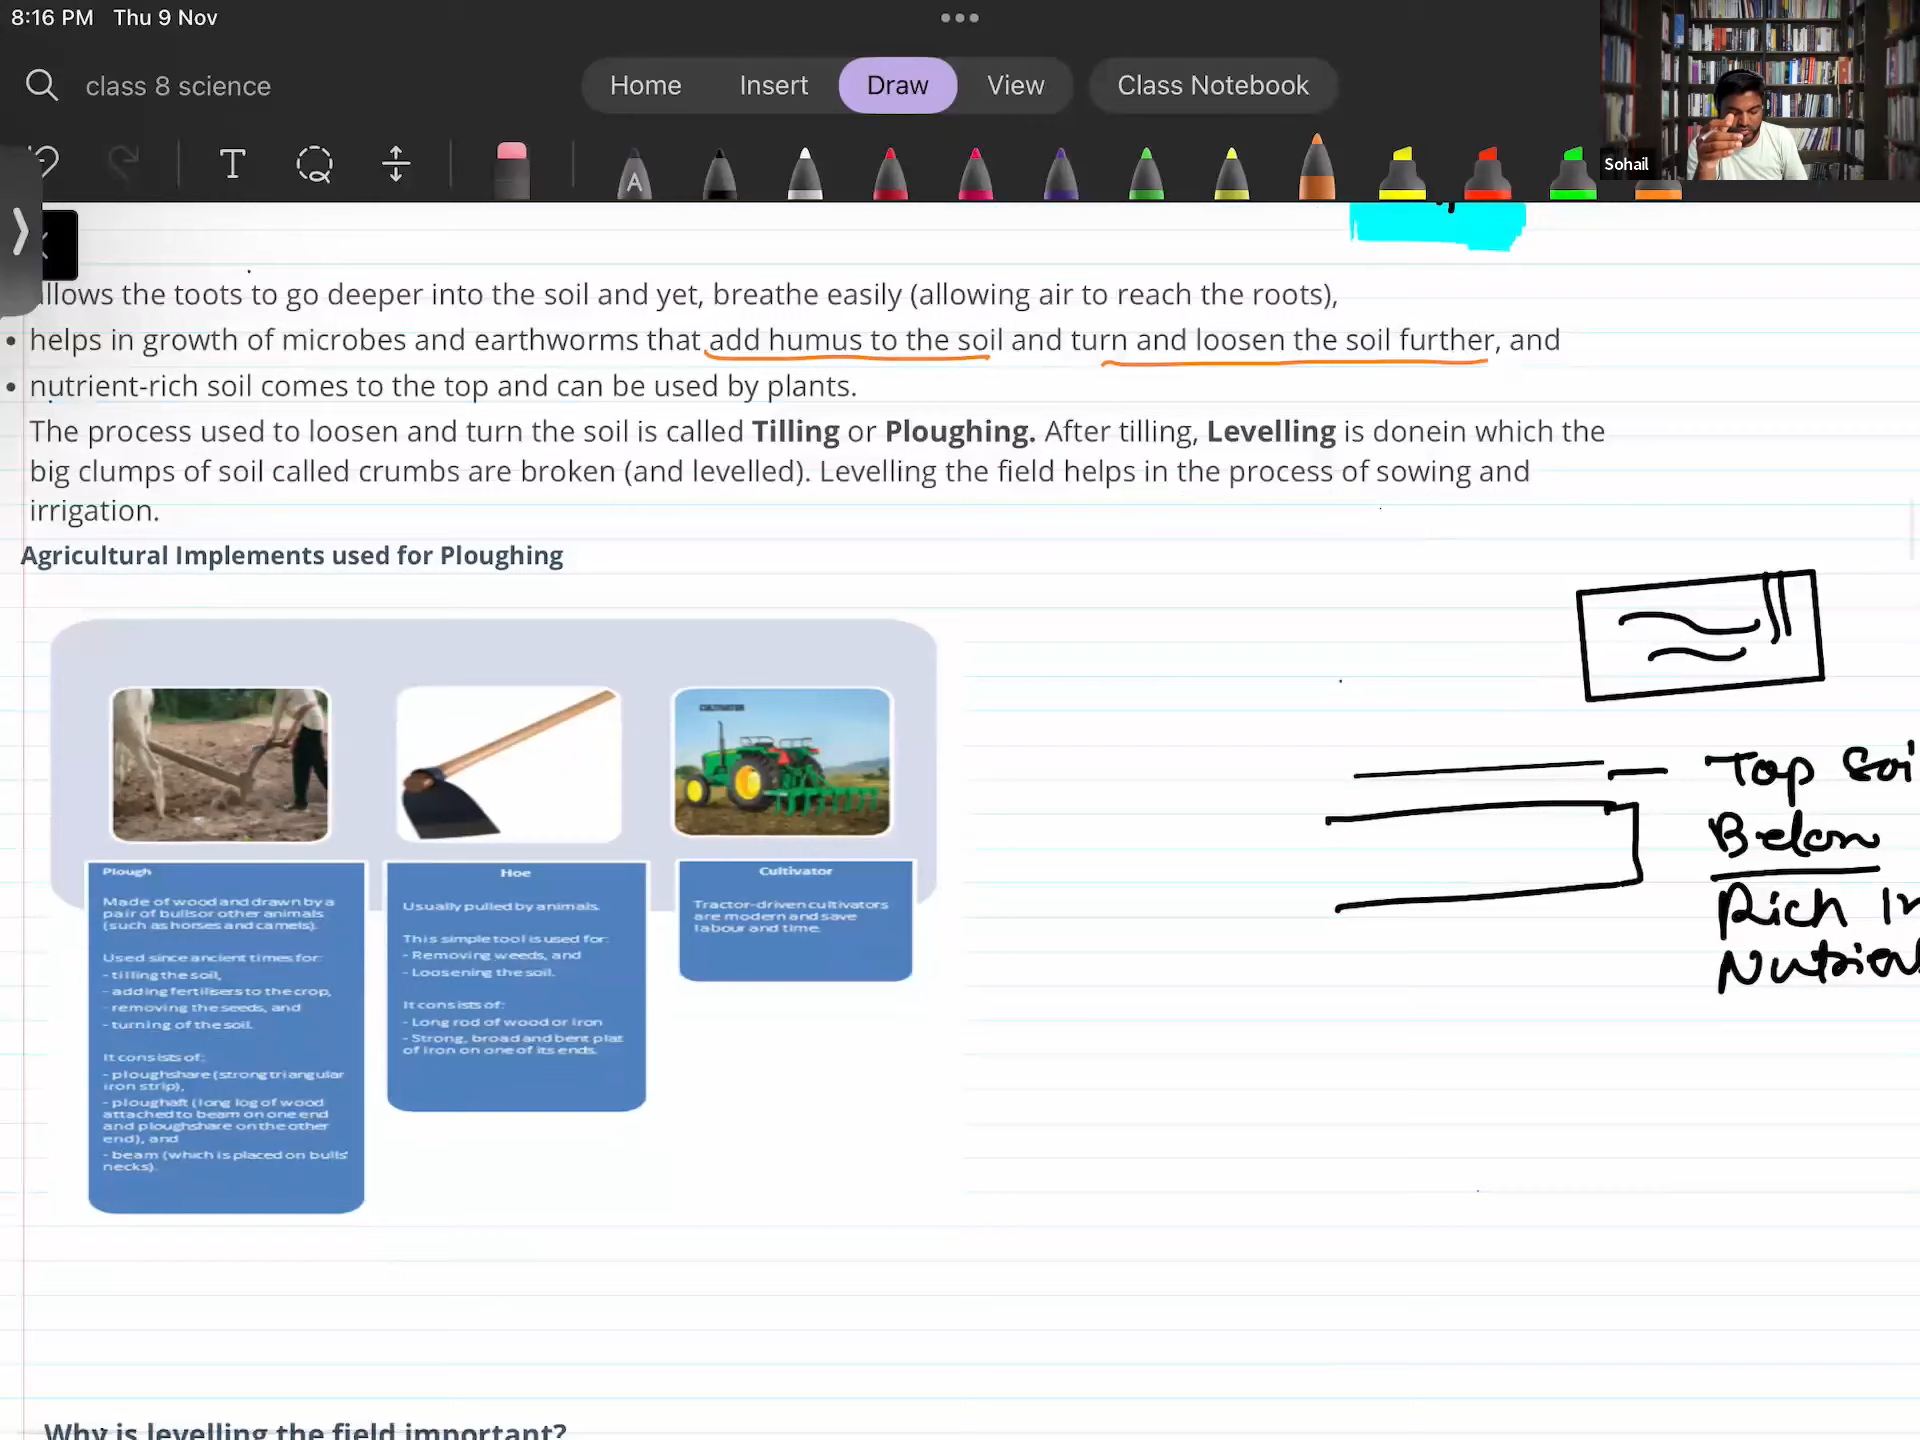 8:16 PM Thu 9 Nov
class 8 science
Home Insert Draw View Class Notebook
T
A
Sohail
llows the toots to go deeper into the soil and yet, breathe easily (allowing air to reach the roots),
• helps in growth of microbes and earthworms that add humus to the soil and turn and loosen the soil further, and
• nutrient-rich soil comes to the top and can be used by plants.
The process used to loosen and turn the soil is called Tilling or Ploughing. After tilling, Levelling is donein which the
big clumps of soil called crumbs are broken (and levelled). Levelling the field helps in the process of sowing and
irrigation.
Agricultural Implements used for Ploughing
CULTIVATOR
Plough
Made of wood and drawn by a
pair of bullsor other animals
(such as horses and camels).
Used since ancient times for:
- tilling the soil,
- adding fertilisers to the crop,
- removing the seeds, and
- turning of the soil.
It consists of:
- ploughshare (strong triangular
iron strip),
- ploughaft (long log of wood
attached to beam on one end
and ploughshare on the other
end), and
- beam (which is placed on bulls'
necks).
Hoe
Usually pulled by animals.
This simple tool is used for:
- Removing weeds, and
- Loosening the soil.
It consists of:
- Long rod of wood or iron
- Strong, broad and bent plat
of iron on one of its ends.
Cultivator
Tractor-driven cultivators
are modern and save
labour and time.
Top Soi
Below
Rich In
Nutrien
Why is levelling the field important?